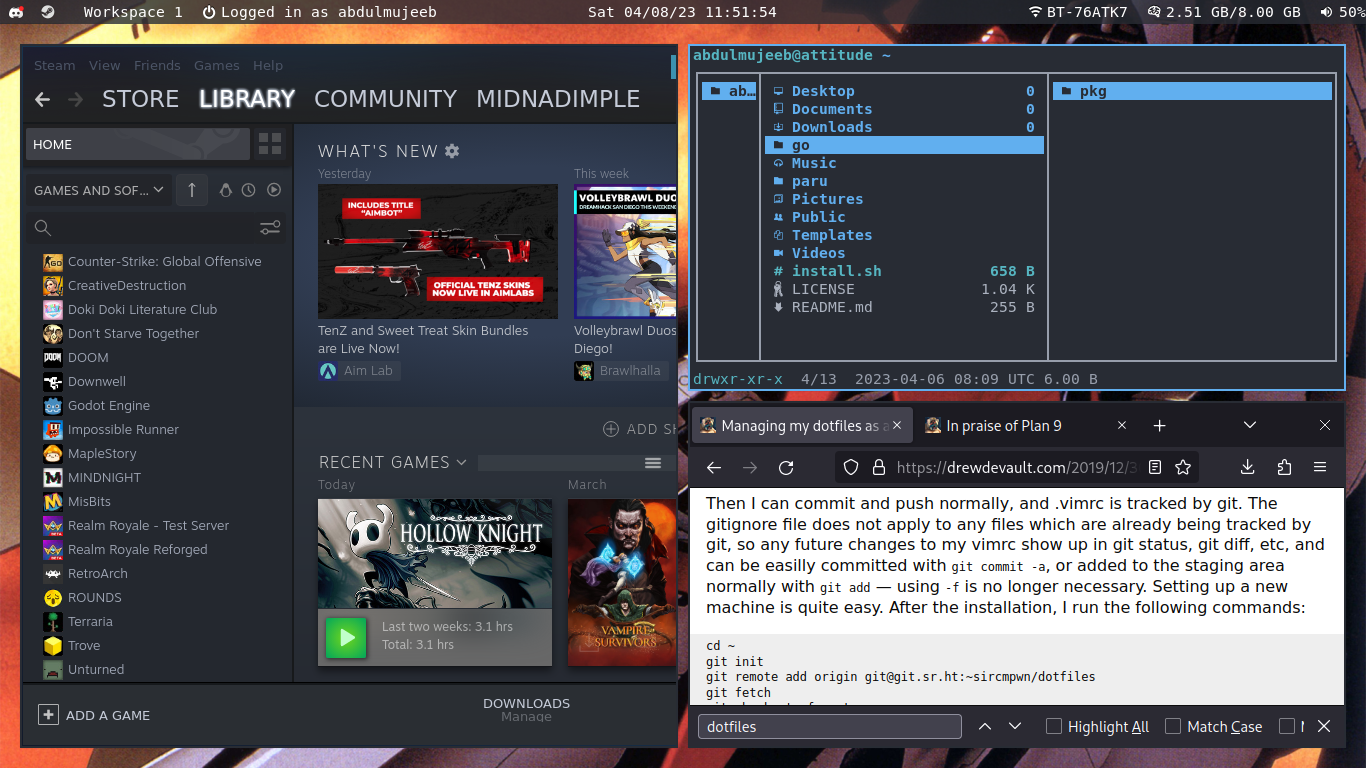 Workspace 1 Logged in as abdulmujeeb Sat 04/08/23 11:51:54 BT-76ATK7 2.51 GB/8.00 GB 50%
Steam View Friends Games Help
STORE LIBRARY COMMUNITY MIDNADIMPLE
HOME
GAMES AND SOF...
Counter-Strike: Global Offensive
CreativeDestruction
Doki Doki Literature Club
Don't Starve Together
DOOM
Downwell
Godot Engine
Impossible Runner
MapleStory
MINDNIGHT
MisBits
Realm Royale - Test Server
Realm Royale Reforged
RetroArch
ROUNDS
Terraria
Trove
Unturned
WHAT'S NEW
Yesterday
INCLUDES TITLE
"AIMBOT"
OFFICIAL TENZ SKINS
NOW LIVE IN AIMLABS
TenZ and Sweet Treat Skin Bundles
are Live Now!
Aim Lab
This week
VOLLEYBRAWL DUO
DREAMHACK SAN DIEGO THIS WEEKEN
Volleybrawl Duos
Diego!
Brawlhalla
ADD SH
RECENT GAMES
Today
HOLLOW KNIGHT
Last two weeks: 3.1 hrs
Total: 3.1 hrs
March
VAMPIRE
SURVIVORS
ADD A GAME
DOWNLOADS
Manage
abdulmujeeb@attitude ~
ab…
Desktop 0
Documents 0
Downloads 0
go
Music
paru
Pictures
Public
Templates
Videos
# install.sh 658 B
LICENSE 1.04 K
README.md 255 B
pkg
drwxr-xr-x 4/13 2023-04-06 08:09 UTC 6.00 B
Managing my dotfiles as a In praise of Plan 9
https://drewdevault.com/2019/12/3
Then I can commit and push normally, and .vimrc is tracked by git. The
gitignore file does not apply to any files which are already being tracked by
git, so any future changes to my vimrc show up in git status, git diff, etc, and
can be easilly committed with git commit -a, or added to the staging area
normally with git add — using -f is no longer necessary. Setting up a new
machine is quite easy. After the installation, I run the following commands:
cd ~
git init
git remote add origin git@git.sr.ht:~sircmpwn/dotfiles
git fetch
dotfiles Highlight All Match Case